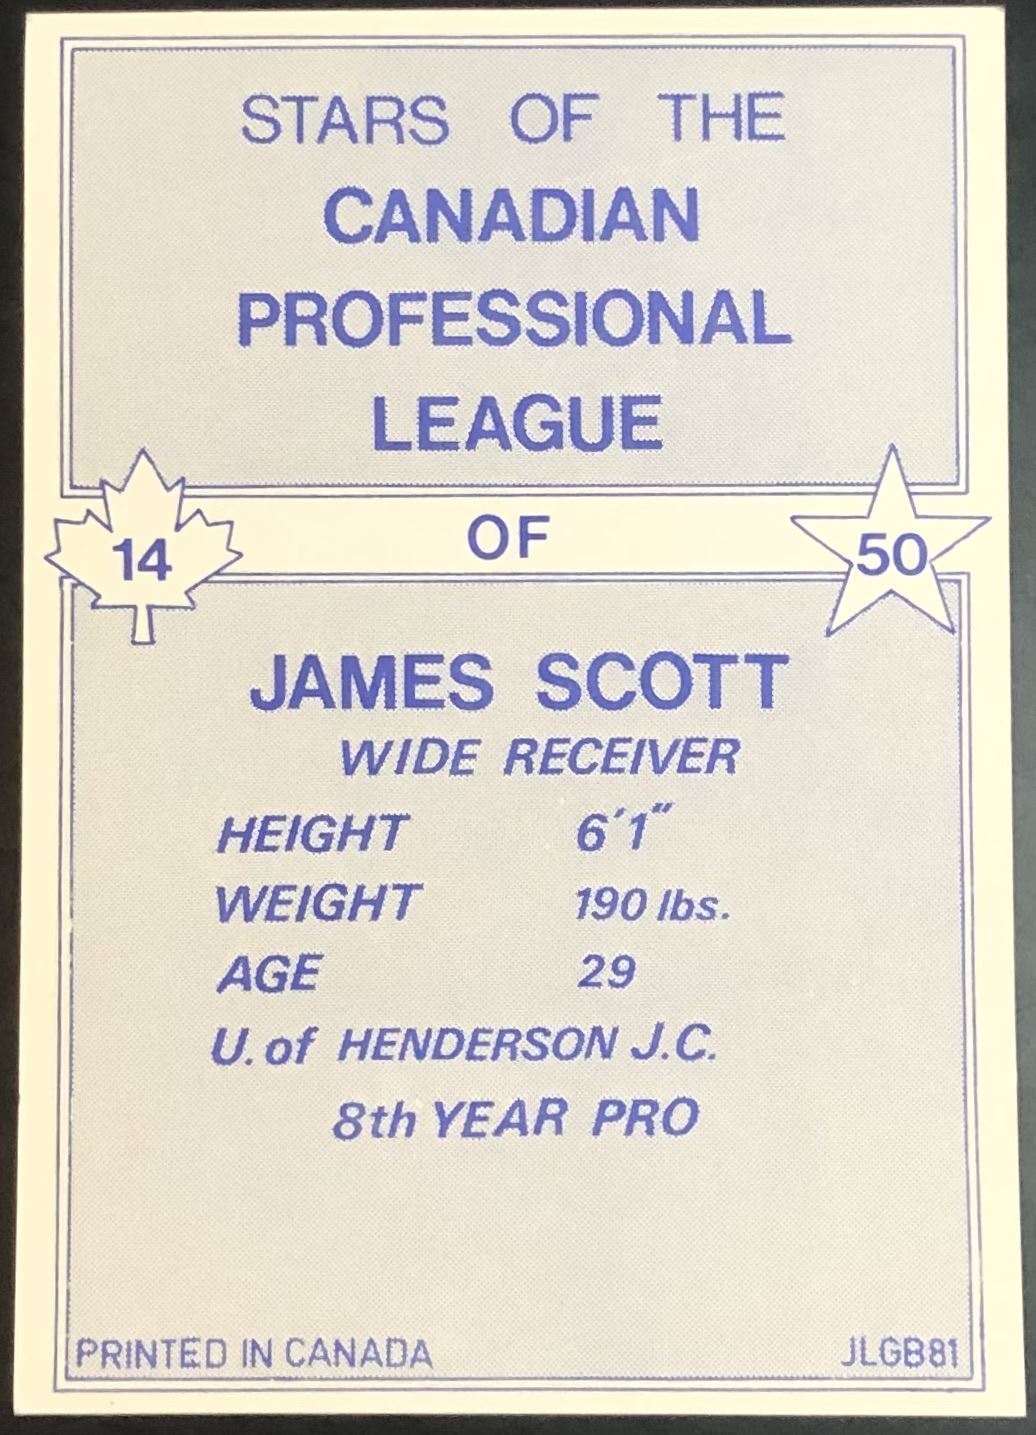 STARS OF THE
CANADIAN
PROFESSIONAL
LEAGUE
14 OF 50
JAMES SCOTT
WIDE RECEIVER
HEIGHT 6'1"
WEIGHT 190 lbs.
AGE 29
U. of HENDERSON J.C.
8th YEAR PRO
PRINTED IN CANADA JLGB81